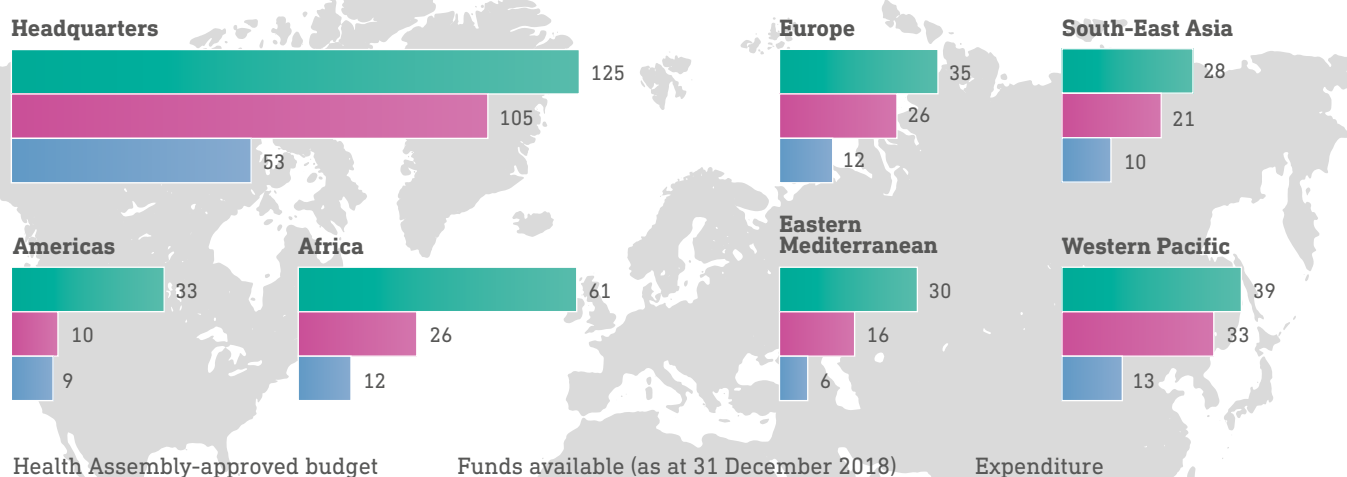 Headquarters
125
105
53
Europe
35
26
12
South-East Asia
28
21
10
Americas
33
10
9
Africa
61
26
12
Eastern
Mediterranean
30
16
6
Western Pacific
39
33
13
Health Assembly-approved budget
Funds available (as at 31 December 2018)
Expenditure